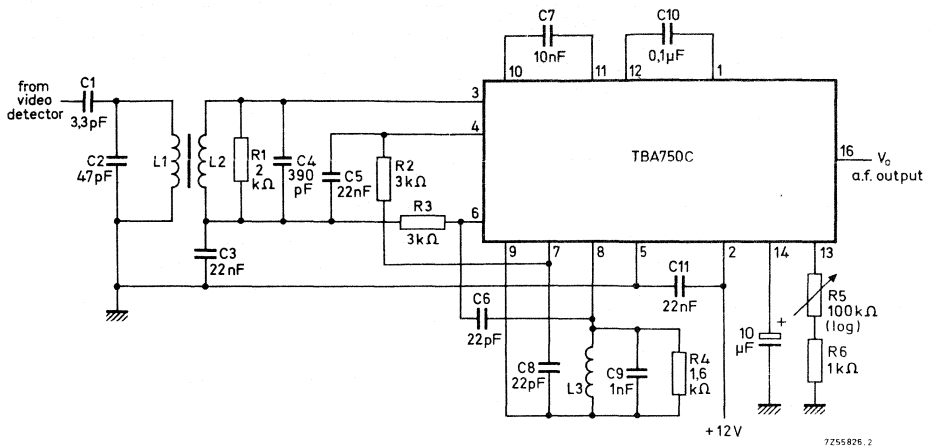 C7
10nF
C10
0,1µF
10
11
12
1
from
video
detector
C1
3,3pF
3
4
TBA750C
16
Vo
a.f. output
C2
47pF
L1
L2
R1
2
kΩ
C4
390
pF
C5
22nF
R2
3kΩ
R3
3kΩ
6
C3
22nF
9
7
8
5
2
14
13
C11
22nF
C6
22pF
R5
100kΩ
(log)
+
10
µF
R6
1kΩ
C8
22pF
L3
C9
1nF
R4
1,6
kΩ
+12V
7Z55826.2